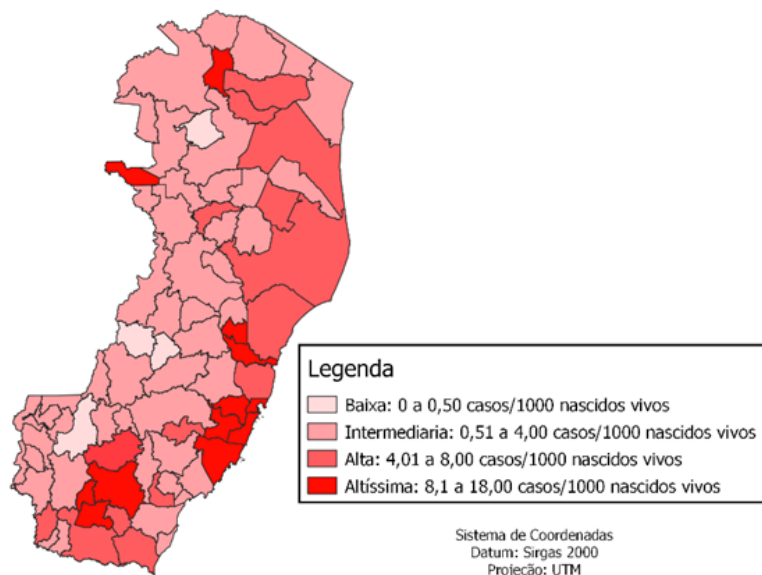 Legenda
Baixa: 0 a 0,50 casos/1000 nascidos vivos
Intermediaria: 0,51 a 4,00 casos/1000 nascidos vivos
Alta: 4,01 a 8,00 casos/1000 nascidos vivos
Altíssima: 8,1 a 18,00 casos/1000 nascidos vivos
Sistema de Coordenadas
Datum: Sirgas 2000
Projeção: UTM